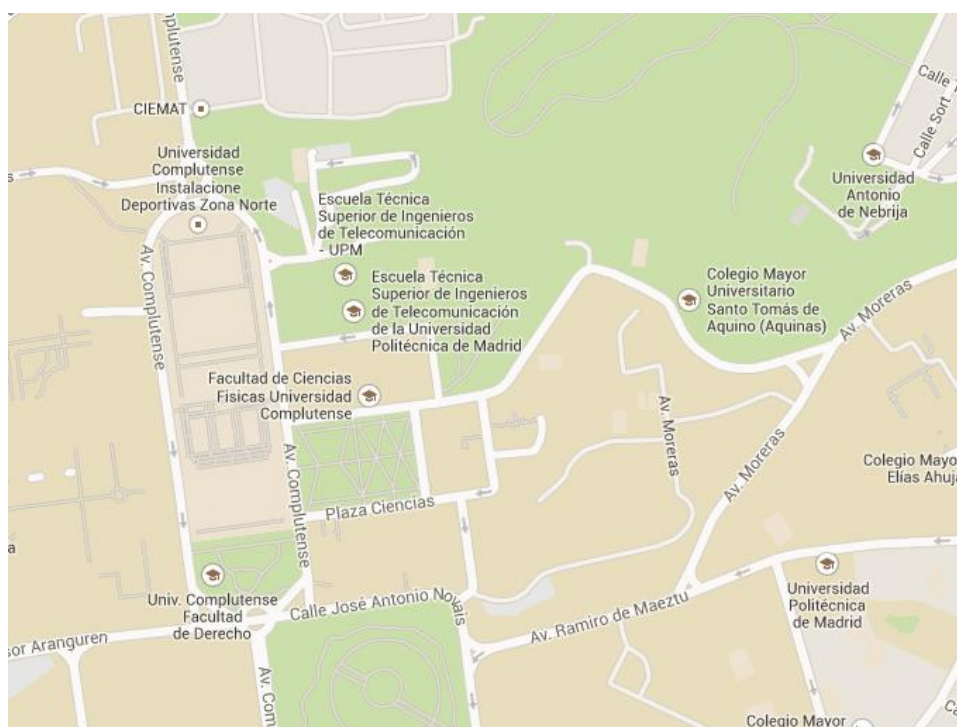 Complutense
CIEMAT
Universidad
Complutense
Instalacione
Deportivas Zona Norte
Escuela Técnica
Superior de Ingenieros
de Telecomunicación
- UPM
Escuela Técnica
Superior de Ingenieros
de Telecomunicación
de la Universidad
Politécnica de Madrid
Calle
Calle Sort
Universidad
Antonio
de Nebrija
Colegio Mayor
Universitario
Santo Tomás de
Aquino (Aquinas)
Av. Moreras
Av. Complutense
Facultad de Ciencias
Fisicas Universidad
Complutense
Av. Moreras
Av. Moreras
Colegio Mayo
Elías Ahuja
Av. Complutense
Plaza Ciencias
Univ. Complutense
Facultad
de Derecho
Calle José Antonio Novais
Av. Ramiro de Maeztu
Universidad
Politécnica
de Madrid
sor Aranguren
Av. Com
Colegio Mayor